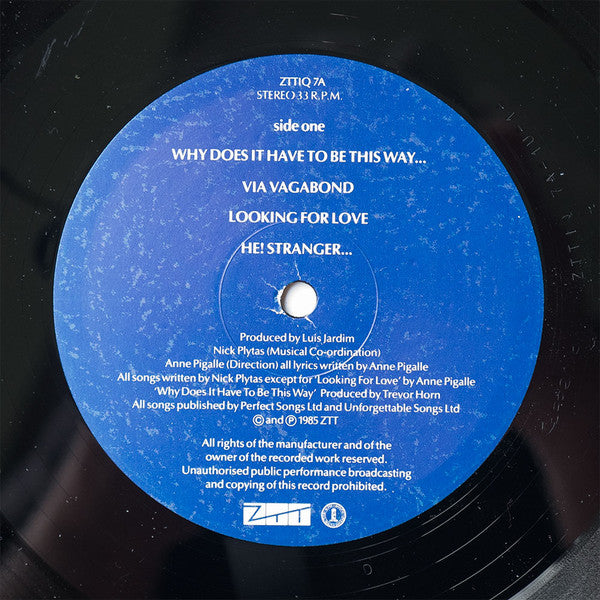 ZTTIQ 7A
STEREO 33 R.P.M.
side one
WHY DOES IT HAVE TO BE THIS WAY...
VIA VAGABOND
LOOKING FOR LOVE
HE! STRANGER...
Produced by Luis Jardim
Nick Plytas (Musical Co-ordination)
Anne Pigalle (Direction) all lyrics written by Anne Pigalle
All songs written by Nick Plytas except for 'Looking For Love' by Anne Pigalle
'Why Does It Have To Be This Way' Produced by Trevor Horn
All songs published by Perfect Songs Ltd and Unforgettable Songs Ltd
© and ℗ 1985 ZTT
All rights of the manufacturer and of the
owner of the recorded work reserved.
Unauthorised public performance broadcasting
and copying of this record prohibited.
ZTT